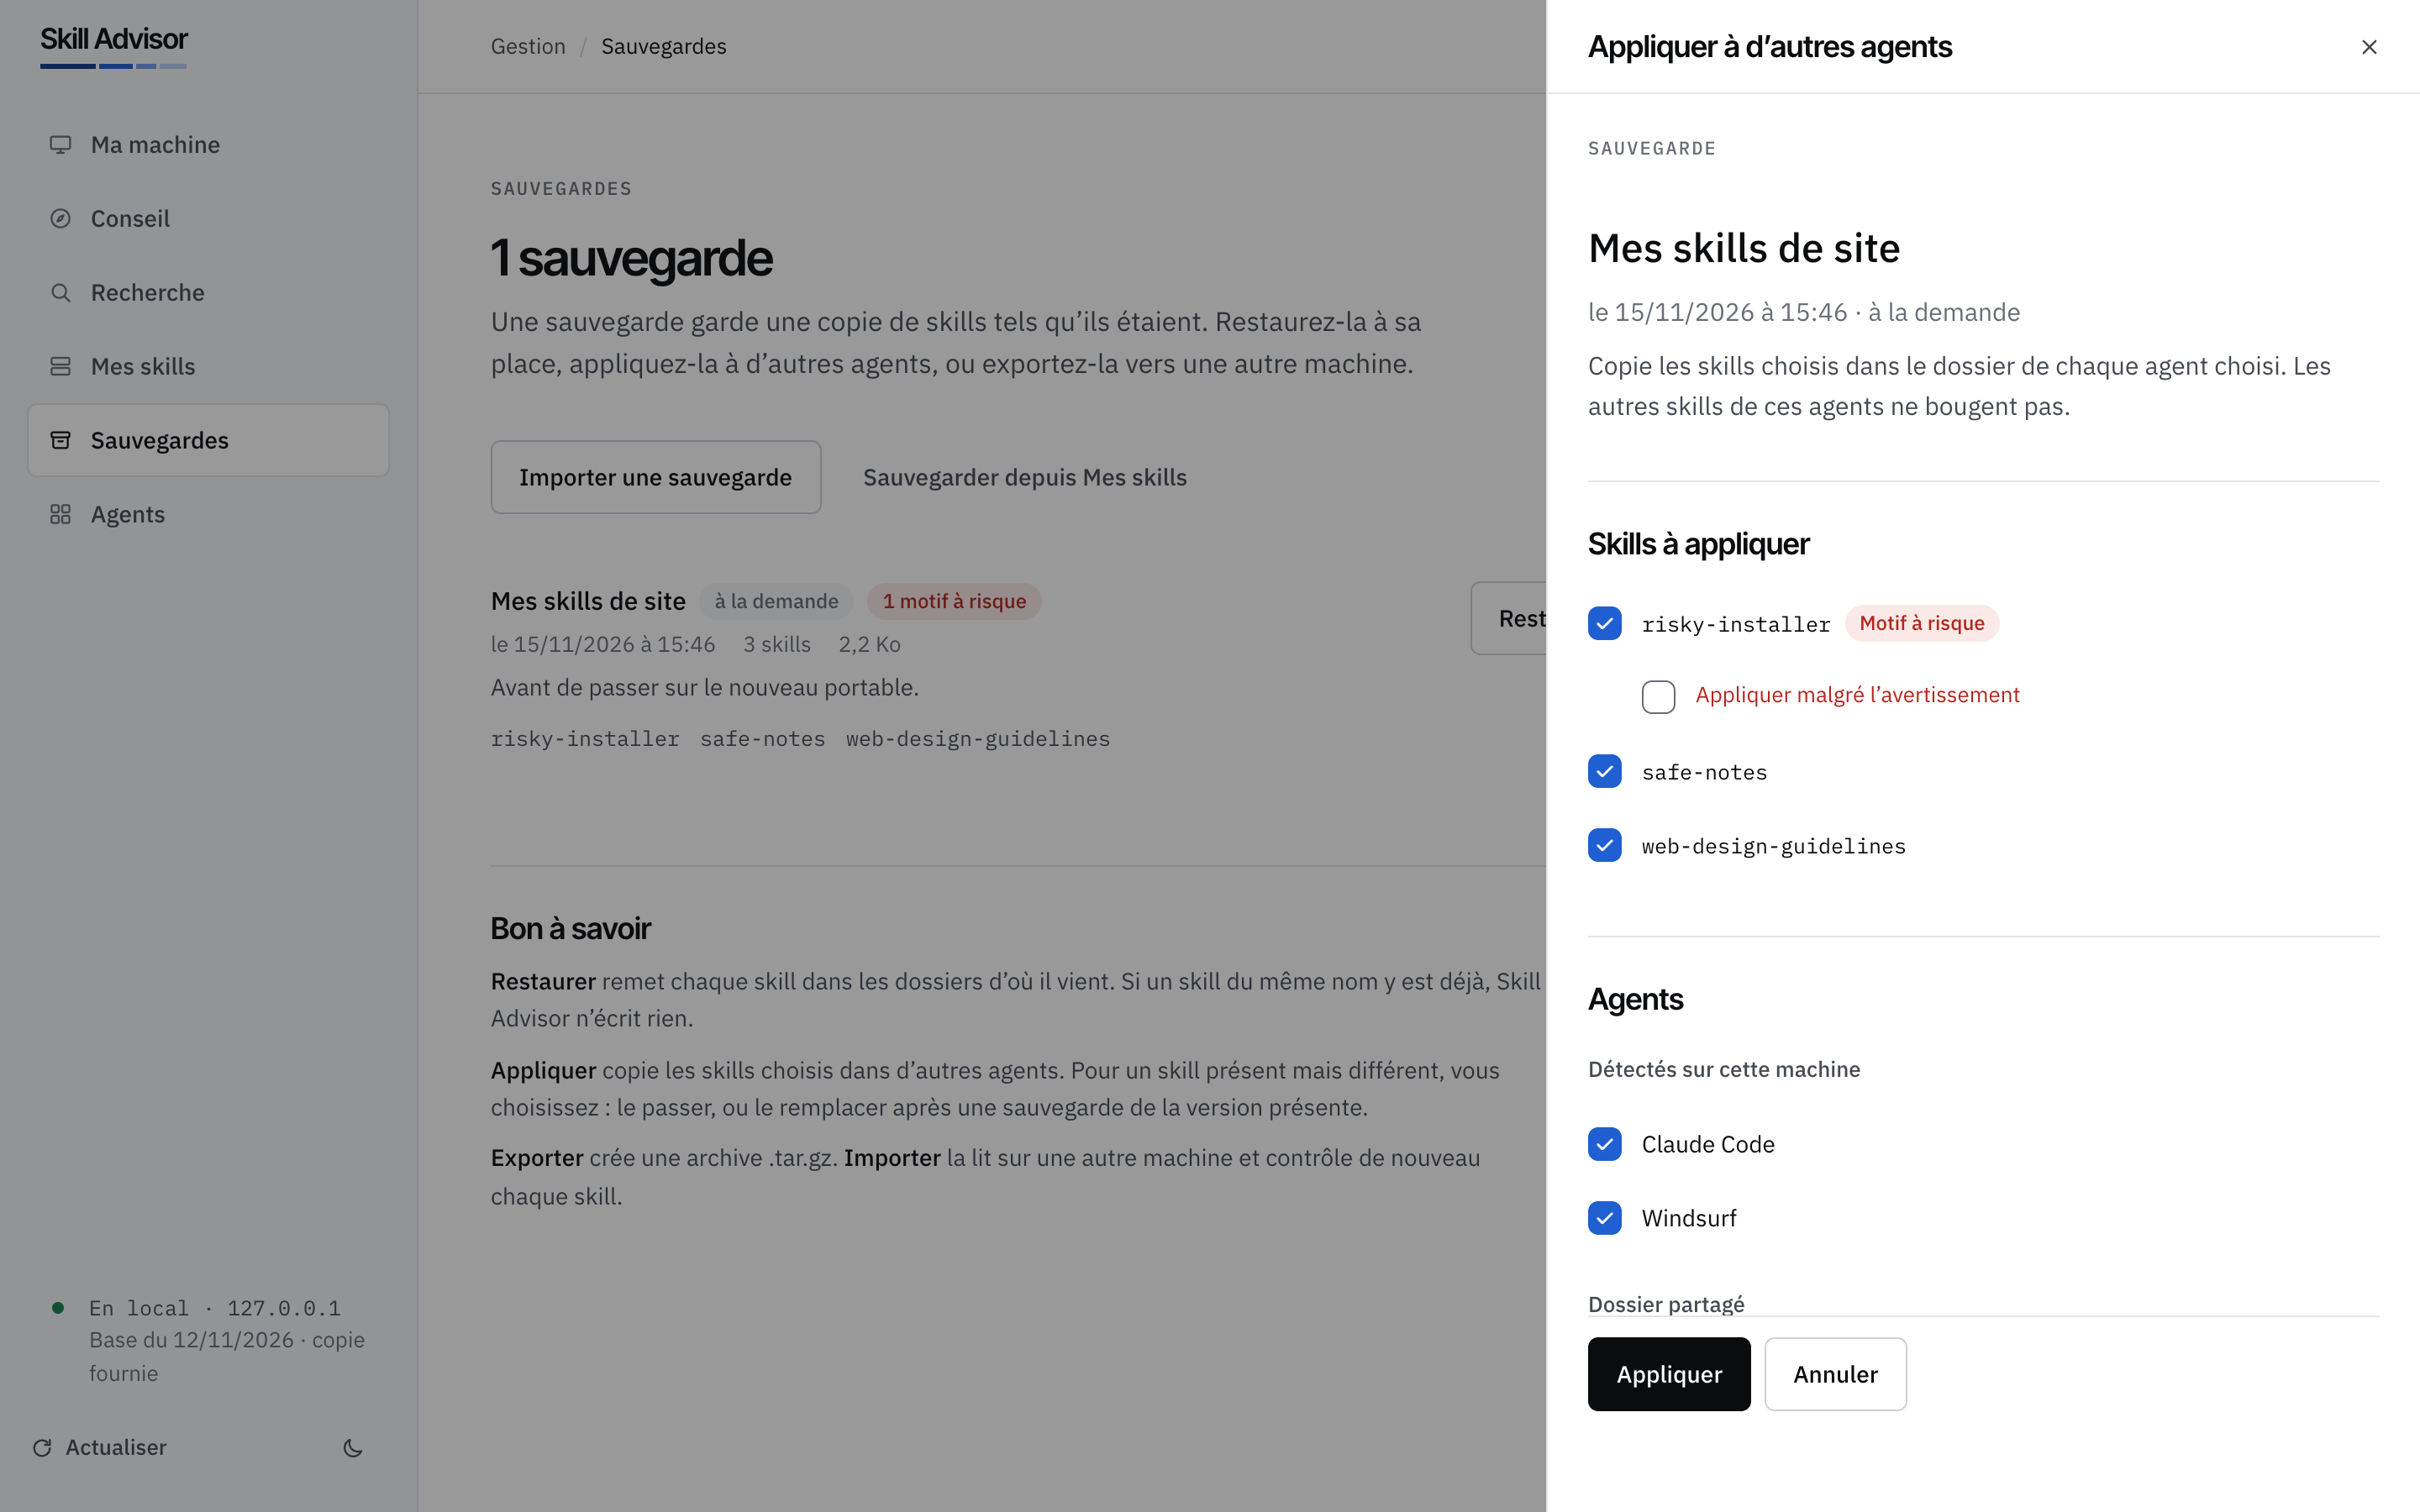 Skill Advisor
Ma machine
Conseil
Recherche
Mes skills
Sauvegardes
Agents
En local · 127.0.0.1
Base du 12/11/2026 · copie
fournie
Actualiser
Gestion / Sauvegardes
SAUVEGARDES
1 sauvegarde
Une sauvegarde garde une copie de skills tels qu’ils étaient. Restaurez-la à sa
place, appliquez-la à d’autres agents, ou exportez-la vers une autre machine.
Importer une sauvegarde
Sauvegarder depuis Mes skills
Mes skills de site à la demande 1 motif à risque
le 15/11/2026 à 15:46 3 skills 2,2 Ko
Avant de passer sur le nouveau portable.
risky-installer safe-notes web-design-guidelines
Rest
Bon à savoir
Restaurer remet chaque skill dans les dossiers d’où il vient. Si un skill du même nom y est déjà, Skill
Advisor n’écrit rien.
Appliquer copie les skills choisis dans d’autres agents. Pour un skill présent mais différent, vous
choisissez : le passer, ou le remplacer après une sauvegarde de la version présente.
Exporter crée une archive .tar.gz. Importer la lit sur une autre machine et contrôle de nouveau
chaque skill.
Appliquer à d’autres agents
SAUVEGARDE
Mes skills de site
le 15/11/2026 à 15:46 · à la demande
Copie les skills choisis dans le dossier de chaque agent choisi. Les
autres skills de ces agents ne bougent pas.
Skills à appliquer
risky-installer Motif à risque
Appliquer malgré l’avertissement
safe-notes
web-design-guidelines
Agents
Détectés sur cette machine
Claude Code
Windsurf
Dossier partagé
Appliquer
Annuler